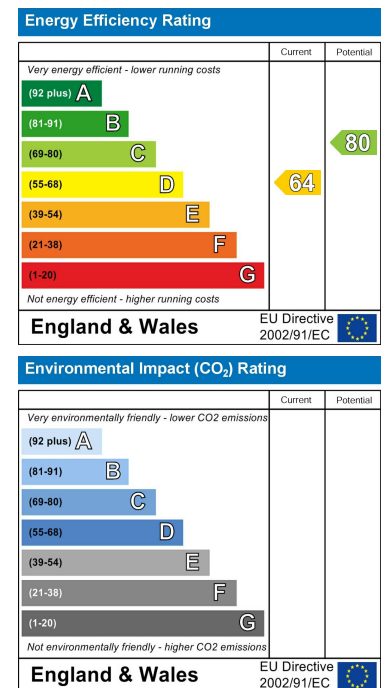 Energy Efficiency Rating
Current Potential
Very energy efficient - lower running costs
(92 plus) A
(81-91) B
(69-80) C
80
(55-68) D
64
(39-54) E
(21-38) F
(1-20) G
Not energy efficient - higher running costs
England & Wales
EU Directive
2002/91/EC
Environmental Impact (CO₂) Rating
Current Potential
Very environmentally friendly - lower CO2 emissions
(92 plus) A
(81-91) B
(69-80) C
(55-68) D
(39-54) E
(21-38) F
(1-20) G
Not environmentally friendly - higher CO2 emissions
England & Wales
EU Directive
2002/91/EC